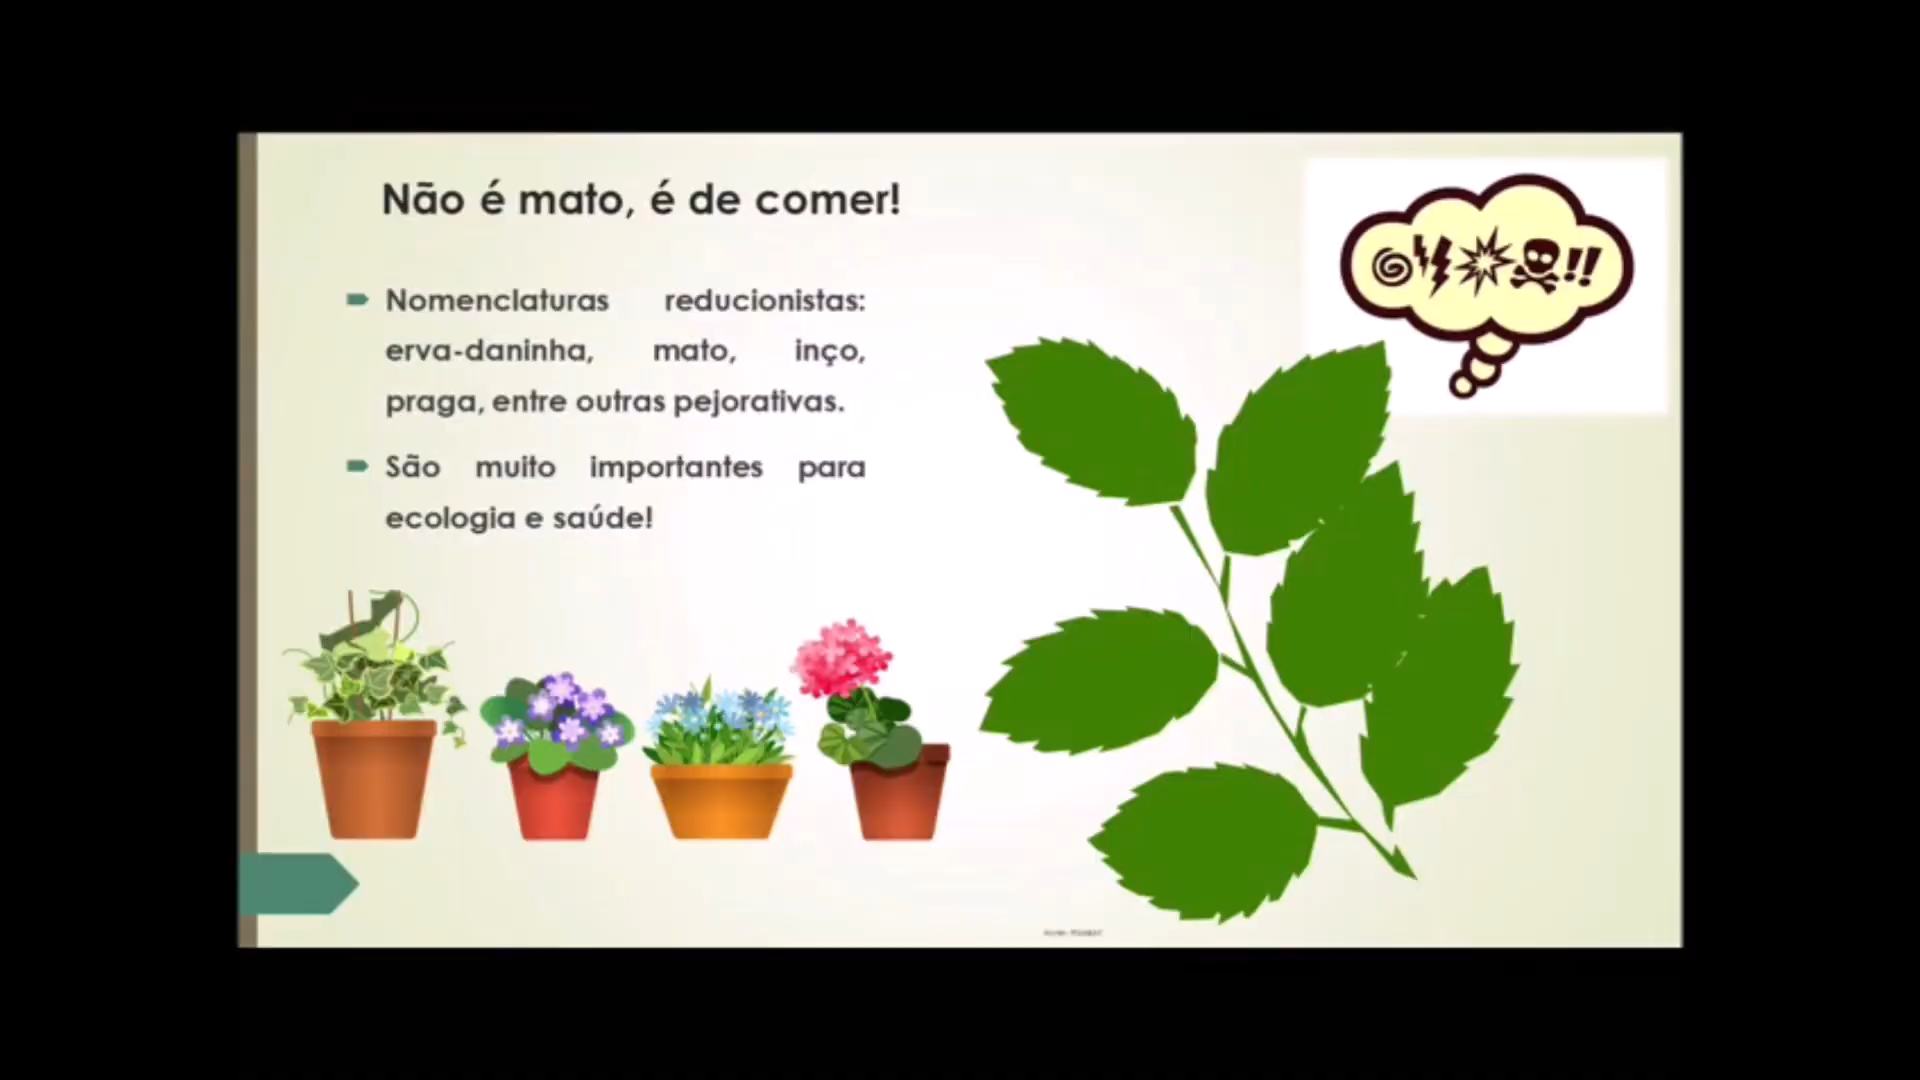 Não é mato, é de comer!
Nomenclaturas reducionistas:
erva-daninha, mato, inço,
praga, entre outras pejorativas.
São muito importantes para
ecologia e saúde!